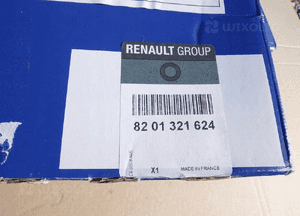 RENAULT GROUP
82 01 321 624
X1 MADE IN FRANCE